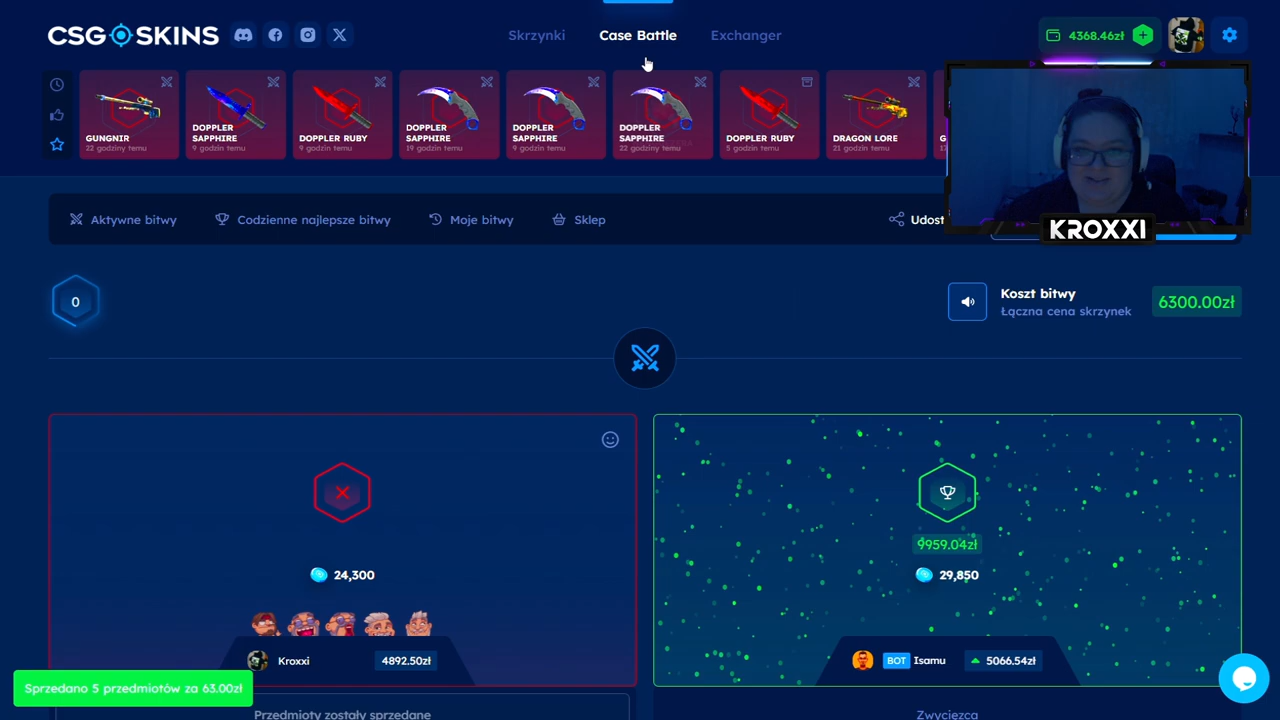 CSG SKINS
Skrzynki
Case Battle
Exchanger
4368.46zł
GUNGNIR
22 godziny temu
DOPPLER
SAPPHIRE
9 godzin temu
DOPPLER RUBY
9 godzin temu
DOPPLER
SAPPHIRE
19 godzin temu
DOPPLER
SAPPHIRE
9 godzin temu
DOPPLER
SAPPHIRE
22 godziny temu
DOPPLER RUBY
5 godzin temu
DRAGON LORE
21 godzin temu
KROXXI
Aktywne bitwy
Codzienne najlepsze bitwy
Moje bitwy
Sklep
Udost
0
Koszt bitwy
Łączna cena skrzynek
6300.00zł
24,300
Kroxxi
4892.50zł
9959.04zł
29,850
BOT Isamu
5066.54zł
Sprzedano 5 przedmiotów za 63.00zł
Przedmioty zostały sprzedane
Zwycięzca